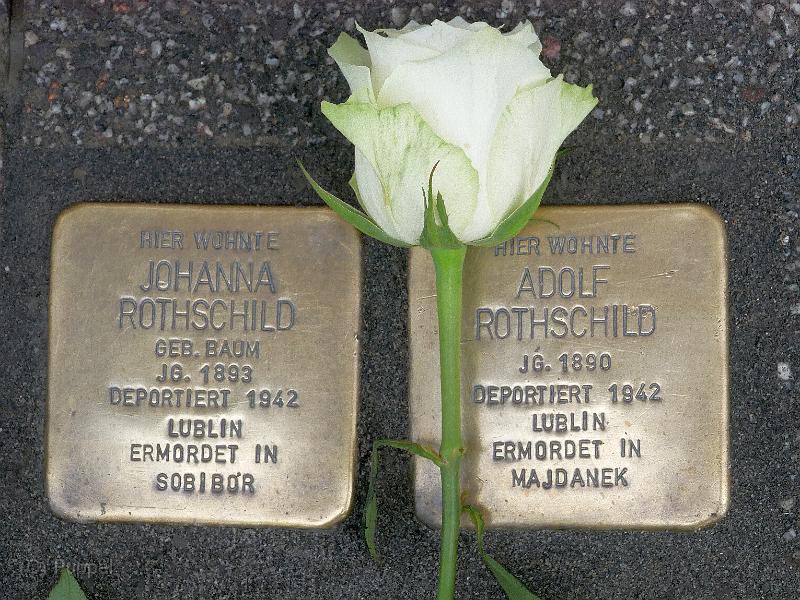 HIER WOHNTE
JOHANNA
ROTHSCHILD
GEB. BAUM
JG. 1893
DEPORTIERT 1942
LUBLIN
ERMORDET IN
SOBIBOR
HIER WOHNTE
ADOLF
ROTHSCHILD
JG. 1890
DEPORTIERT 1942
LUBLIN
ERMORDET IN
MAJDANEK